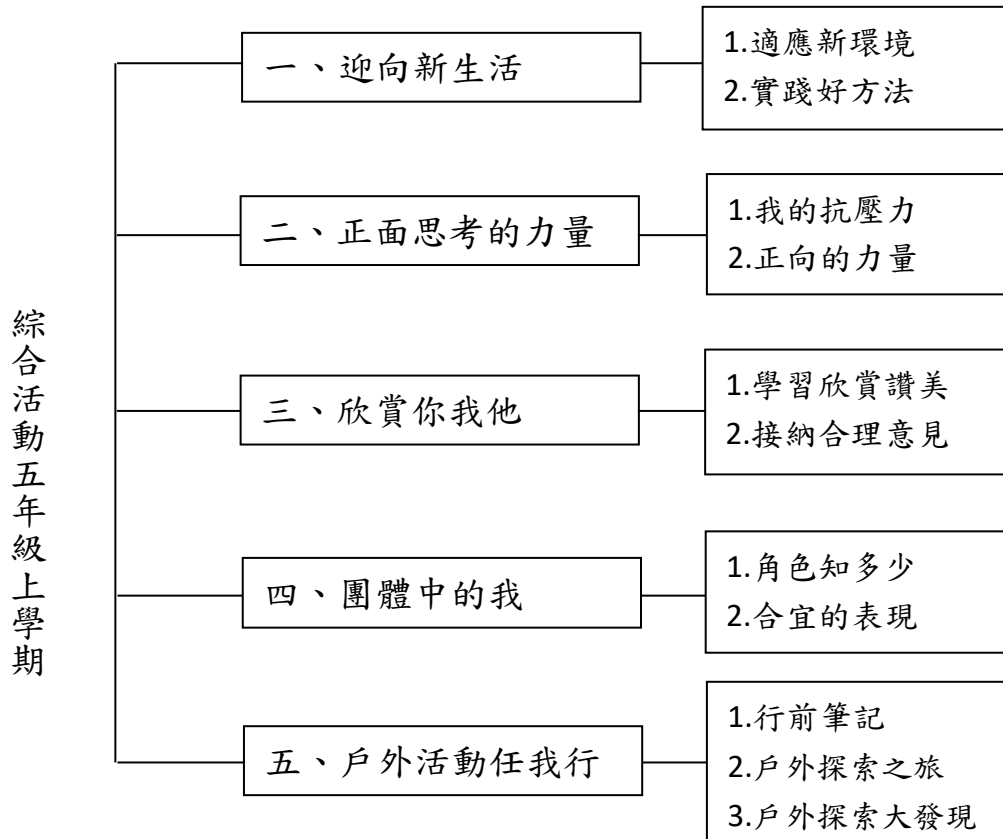 綜合活動五年級上學期
一、迎向新生活
1.適應新環境
2.實踐好方法
二、正面思考的力量
1.我的抗壓力
2.正向的力量
三、欣賞你我他
1.學習欣賞讚美
2.接納合理意見
四、團體中的我
1.角色知多少
2.合宜的表現
五、戶外活動任我行
1.行前筆記
2.戶外探索之旅
3.戶外探索大發現